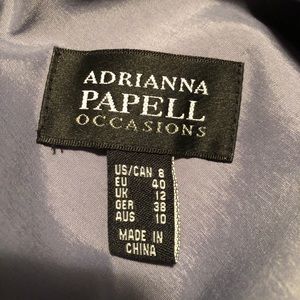 ADRIANNA
PAPELL
OCCASIONS
US/CAN 8
EU 40
UK 12
GER 38
AUS 10
MADE IN
CHINA